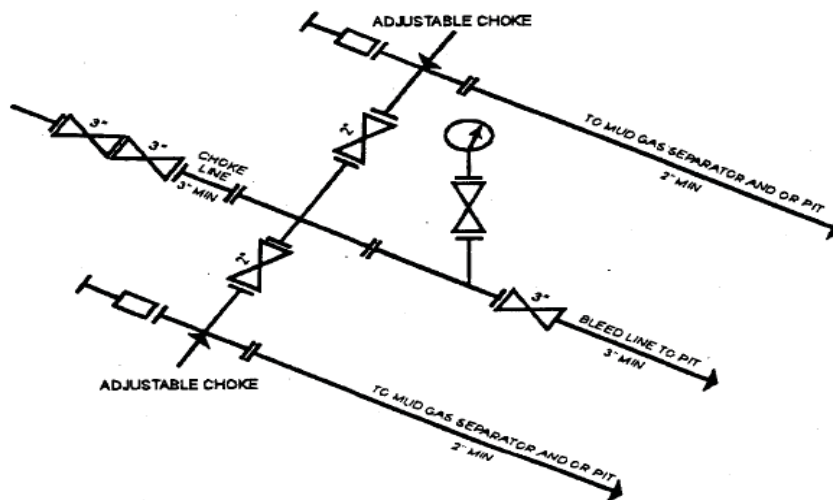 ADJUSTABLE CHOKE
3"
3"
2"
CHOKE
LINE
3" MIN
TO MUD GAS SEPARATOR AND OR PIT
2" MIN
2"
3"
BLEED LINE TO PIT
3" MIN
ADJUSTABLE CHOKE
TO MUD GAS SEPARATOR AND OR PIT
2" MIN